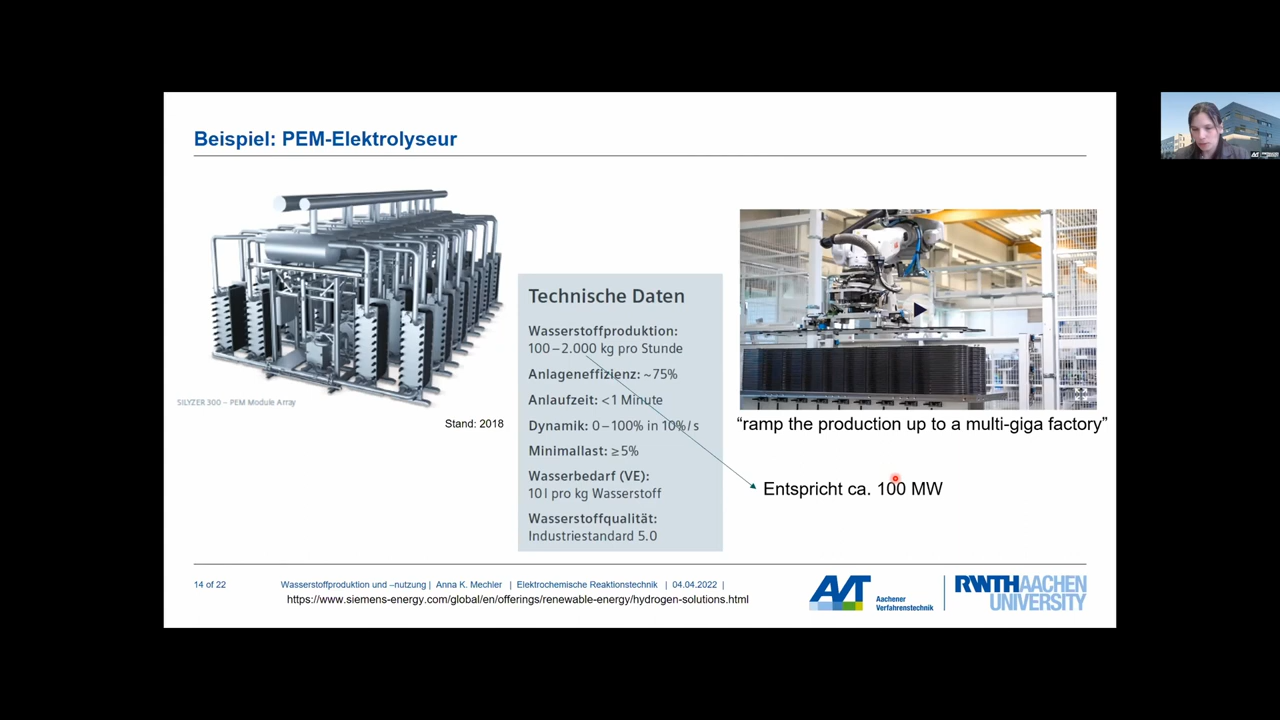 Beispiel: PEM-Elektrolyseur
SILYZER 300 – PEM Module Array
Stand: 2018
Technische Daten
Wasserstoffproduktion:
100–2.000 kg pro Stunde
Anlageneffizienz: ~75%
Anlaufzeit: <1 Minute
Dynamik: 0–100% in 10%/s
Minimallast: ≥5%
Wasserbedarf (VE):
10l pro kg Wasserstoff
Wasserstoffqualität:
Industriestandard 5.0
“ramp the production up to a multi-giga factory”
Entspricht ca. 100 MW
14 of 22
Wasserstoffproduktion und –nutzung | Anna K. Mechler | Elektrochemische Reaktionstechnik | 04.04.2022 |
https://www.siemens-energy.com/global/en/offerings/renewable-energy/hydrogen-solutions.html
AVT
Aachener
Verfahrenstechnik
RWTHAACHEN
UNIVERSITY